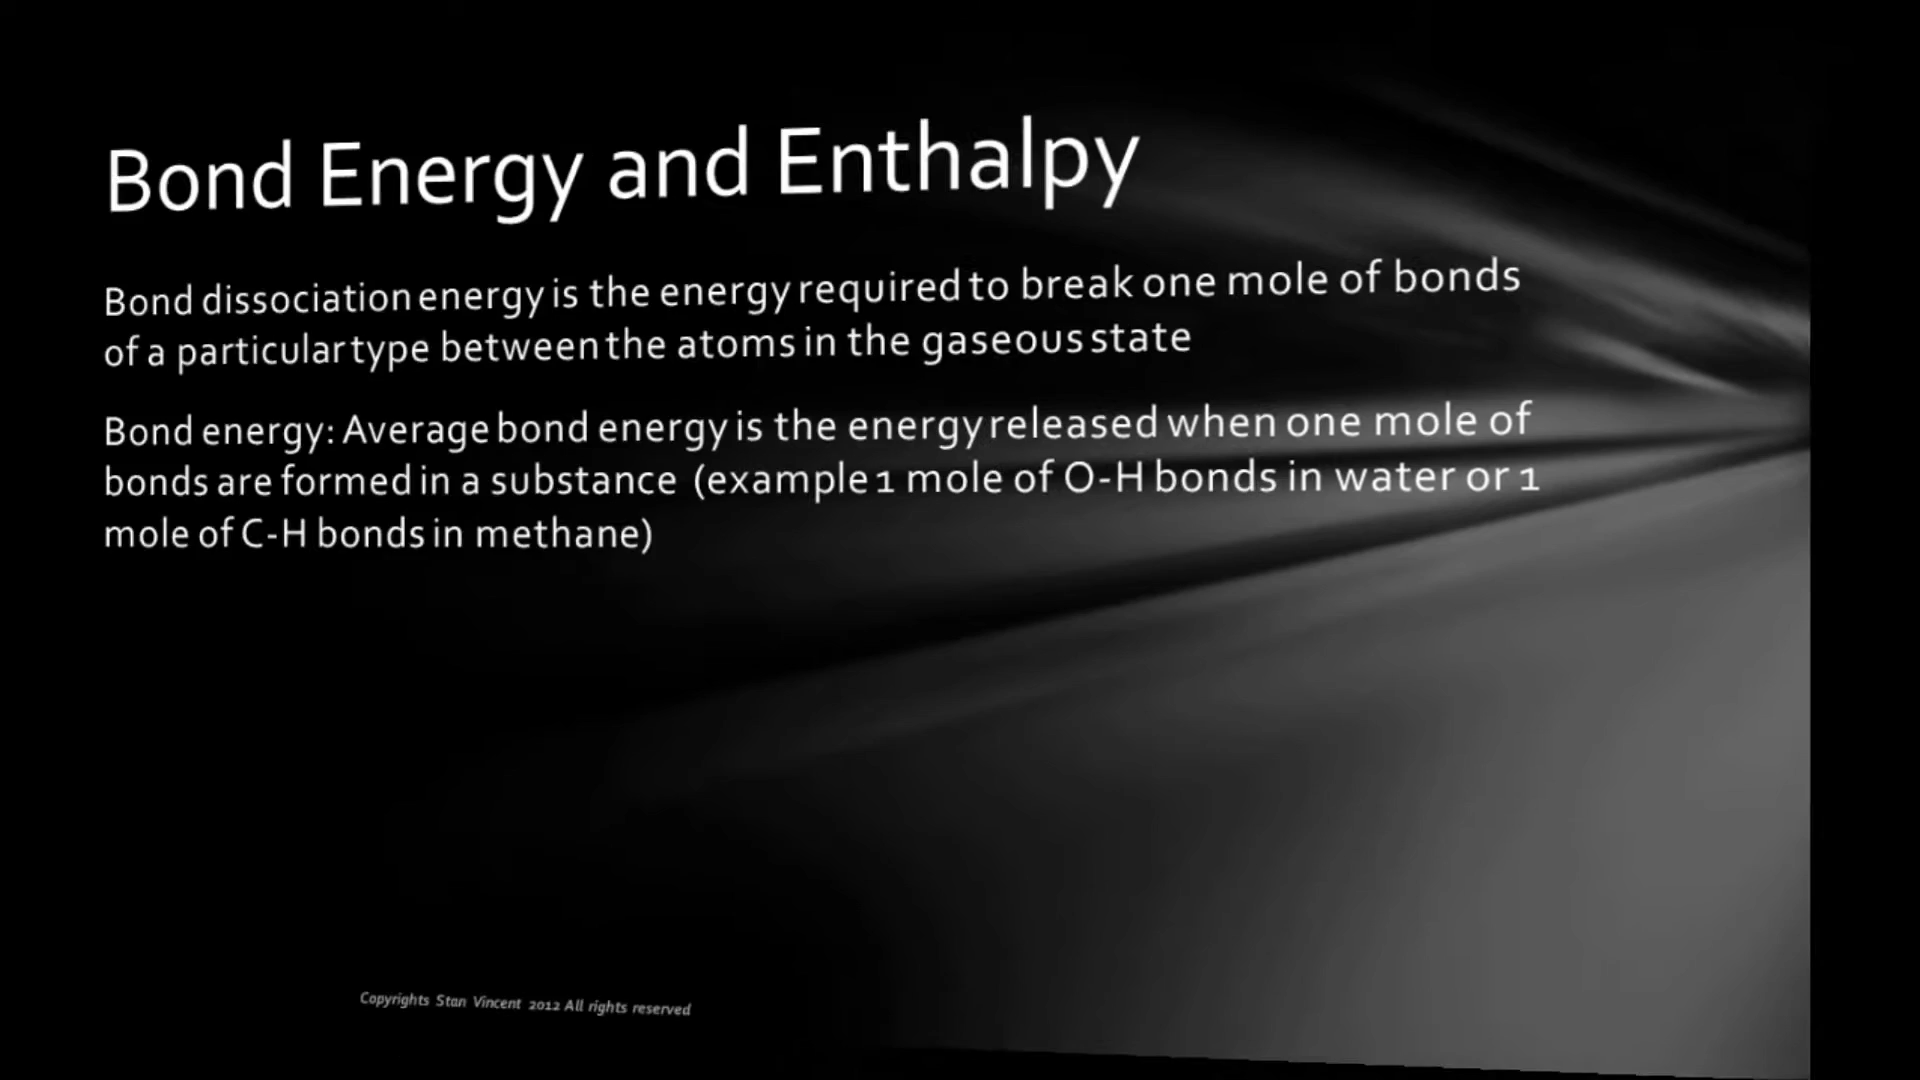 Bond Energy and Enthalpy
Bond dissociation energy is the energy required to break one mole of bonds
of a particular type between the atoms in the gaseous state
Bond energy: Average bond energy is the energy released when one mole of
bonds are formed in a substance (example 1 mole of O-H bonds in water or 1
mole of C-H bonds in methane)
Copyrights Stan Vincent 2012 All rights reserved